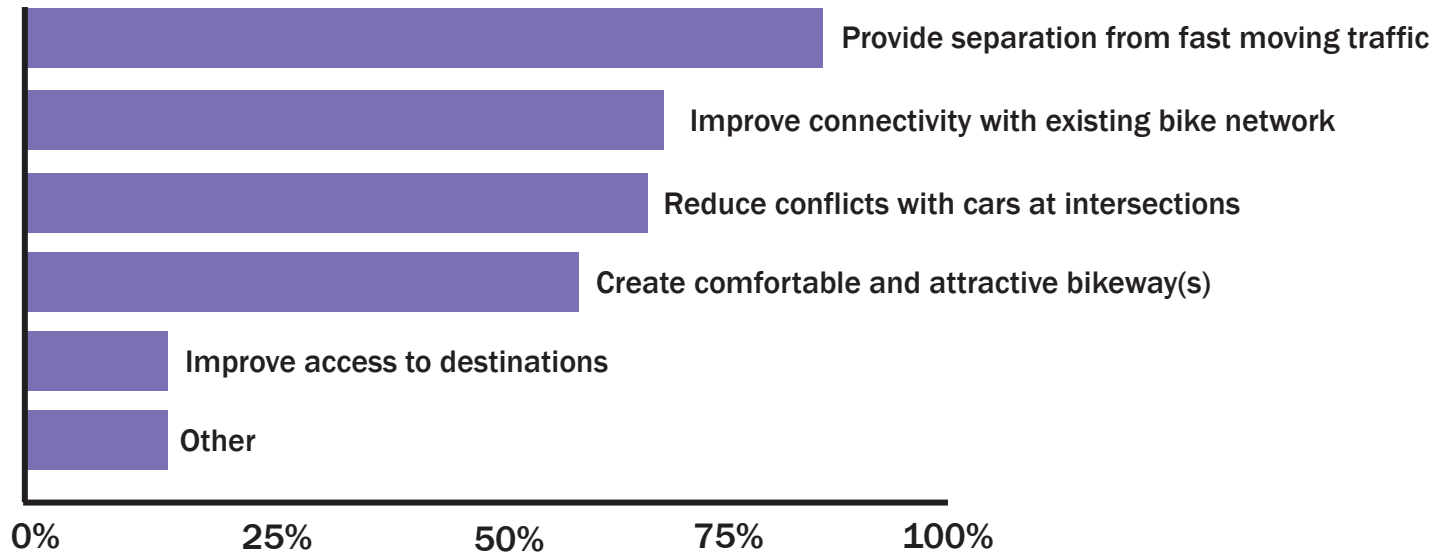 Provide separation from fast moving traffic
Improve connectivity with existing bike network
Reduce conflicts with cars at intersections
Create comfortable and attractive bikeway(s)
Improve access to destinations
Other
0% 25% 50% 75% 100%